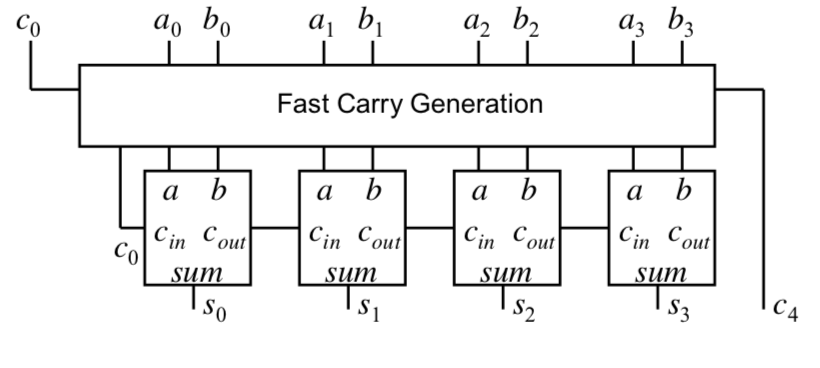 c0 a0 b0 a1 b1 a2 b2 a3 b3
Fast Carry Generation
a b a b a b a b
cin cout cin cout cin cout cin cout
c0
sum sum sum sum
s0 s1 s2 s3 c4